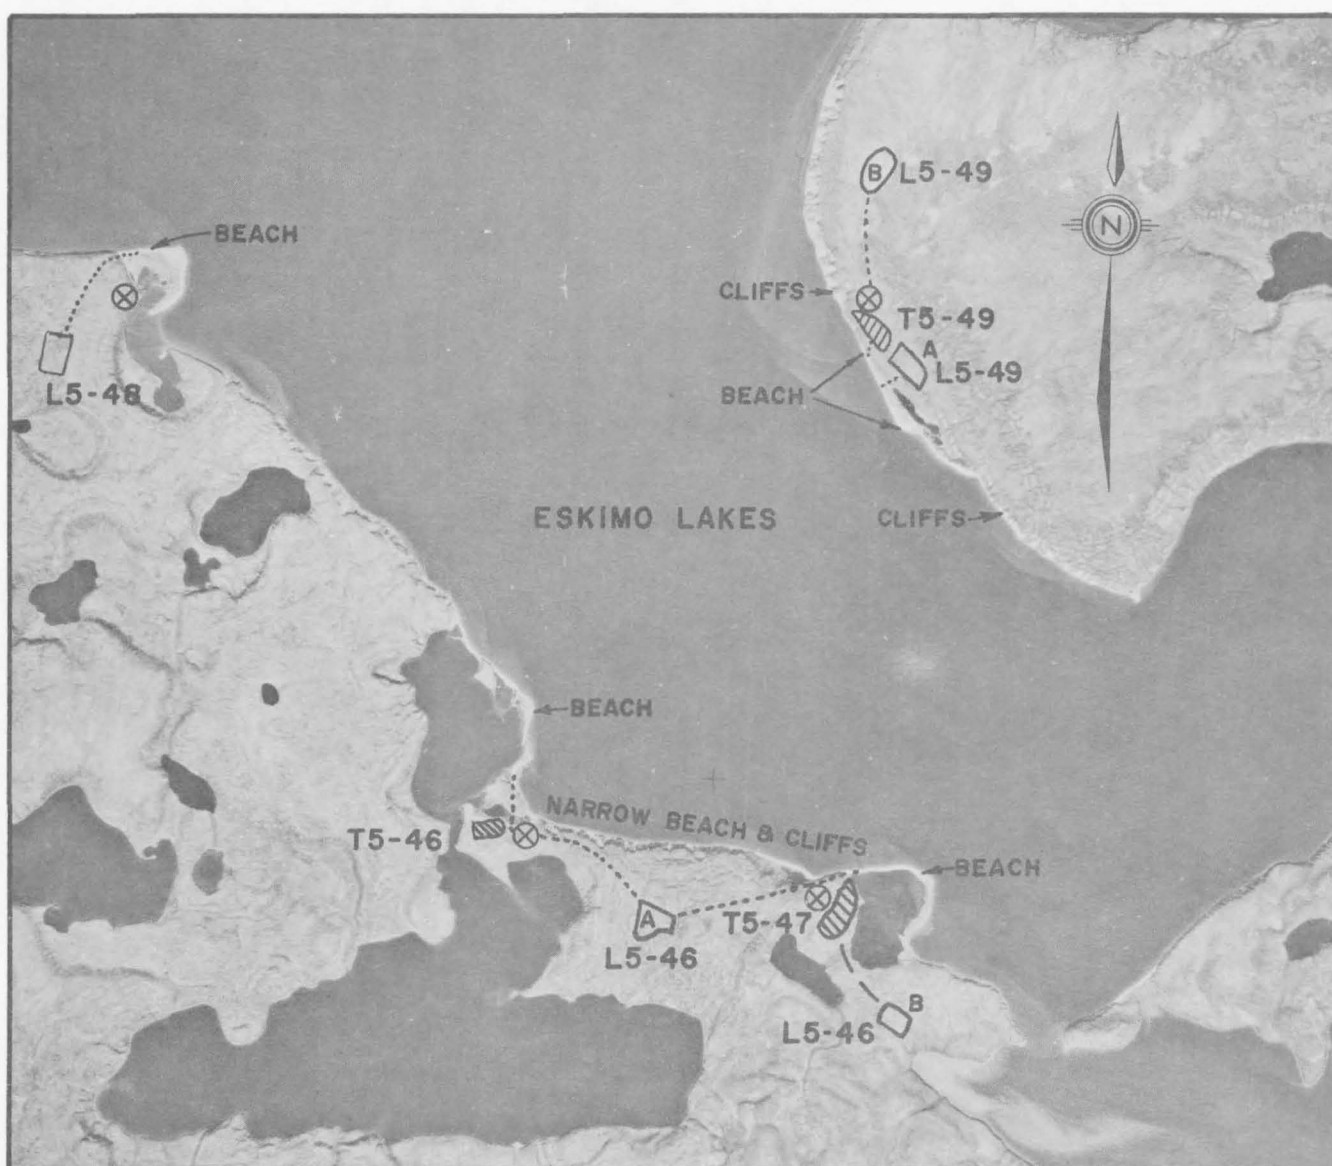 B L5-49
N
BEACH
CLIFFS
T5-49
A
L5-49
L5-48
BEACH
ESKIMO LAKES
CLIFFS
BEACH
NARROW BEACH & CLIFFS
T5-46
BEACH
A
T5-47
L5-46
B
L5-46